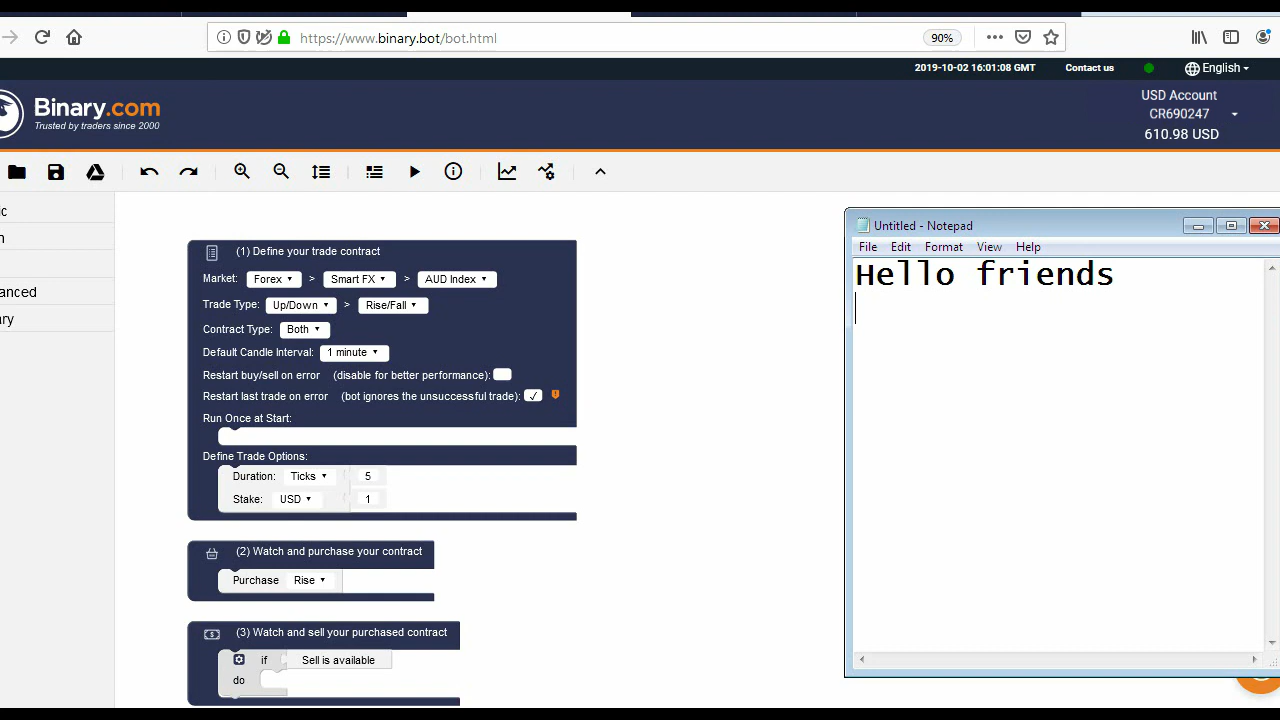 https://www.binary.bot/bot.html
90%
2019-10-02 16:01:08 GMT
Contact us
English
Binary.com
Trusted by traders since 2000
USD Account
CR690247
610.98 USD
(1) Define your trade contract
Market: Forex > Smart FX > AUD Index
Trade Type: Up/Down > Rise/Fall
Contract Type: Both
Default Candle Interval: 1 minute
Restart buy/sell on error (disable for better performance):
Restart last trade on error (bot ignores the unsuccessful trade):
Run Once at Start:
Define Trade Options:
Duration: Ticks 5
Stake: USD 1
(2) Watch and purchase your contract
Purchase Rise
(3) Watch and sell your purchased contract
if Sell is available
do
Untitled - Notepad
File Edit Format View Help
Hello friends